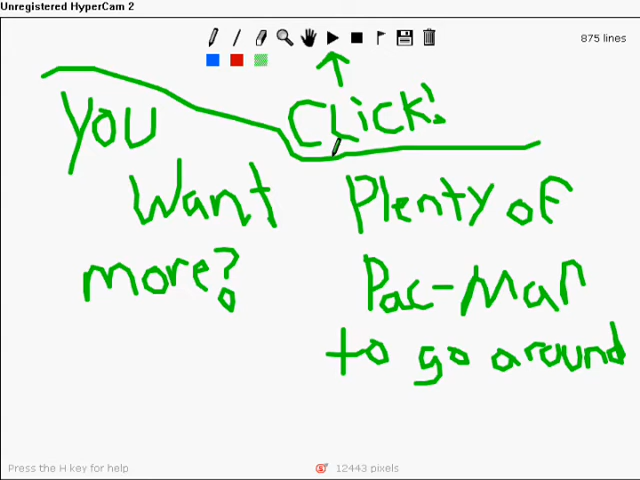 Unregistered HyperCam 2
875 lines
Click!
You
Want
more?
Plenty of
Pac-Man
to go around
Press the H key for help
12443 pixels